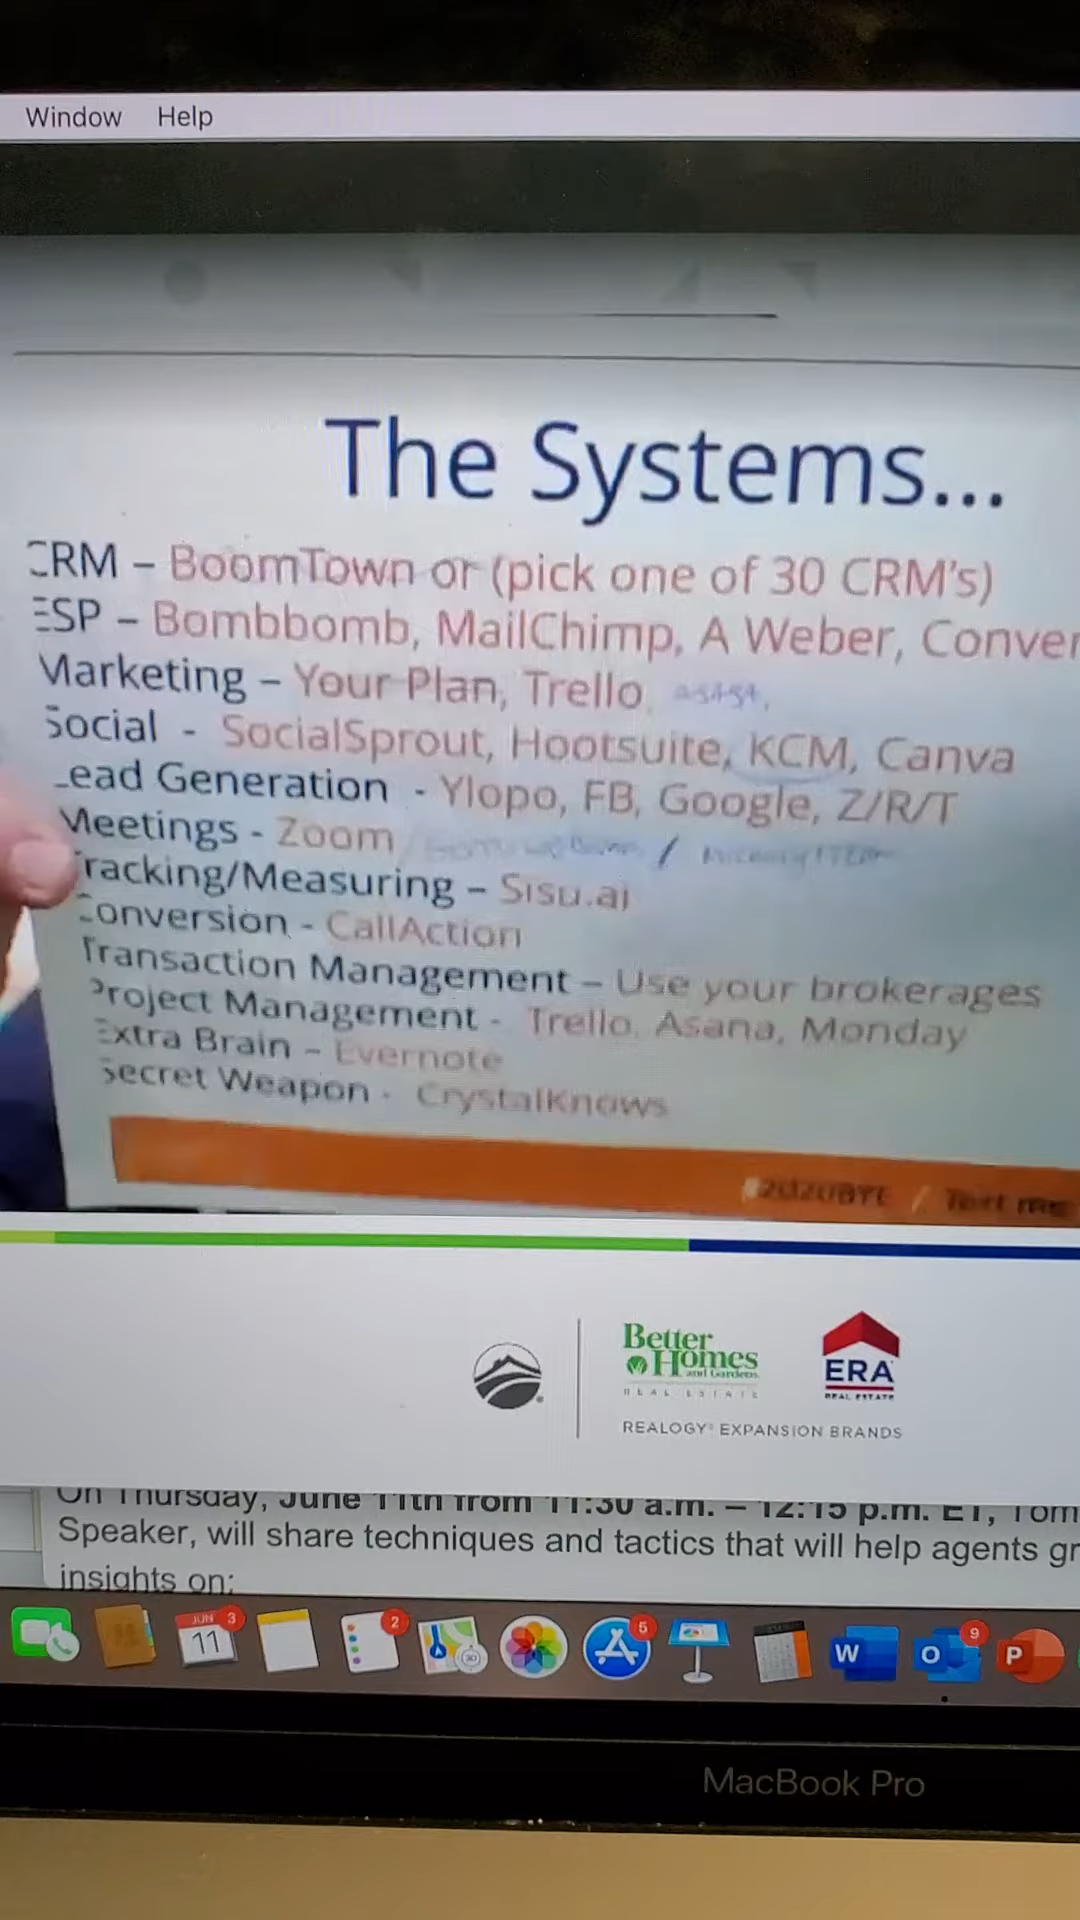 Window Help
The Systems...
CRM – BoomTown or (pick one of 30 CRM's)
ESP – Bombbomb, MailChimp, A Weber, Conver
Marketing – Your Plan, Trello,
Social - SocialSprout, Hootsuite, KCM, Canva
Lead Generation - Ylopo, FB, Google, Z/R/T
Meetings - Zoom /
Tracking/Measuring – Sisu.ai
Conversion - CallAction
Transaction Management – Use your brokerages
Project Management - Trello, Asana, Monday
Extra Brain – Evernote
Secret Weapon - CrystalKnows
/ Text me
Better
Homes
and Gardens
REAL ESTATE
ERA
REAL ESTATE
REALOGY® EXPANSION BRANDS
On Thursday, June 11th from 11:30 a.m. – 12:15 p.m. ET, Tom
Speaker, will share techniques and tactics that will help agents gr
insights on:
JUN 3
11
2
3D
5
W
O
9
P
MacBook Pro